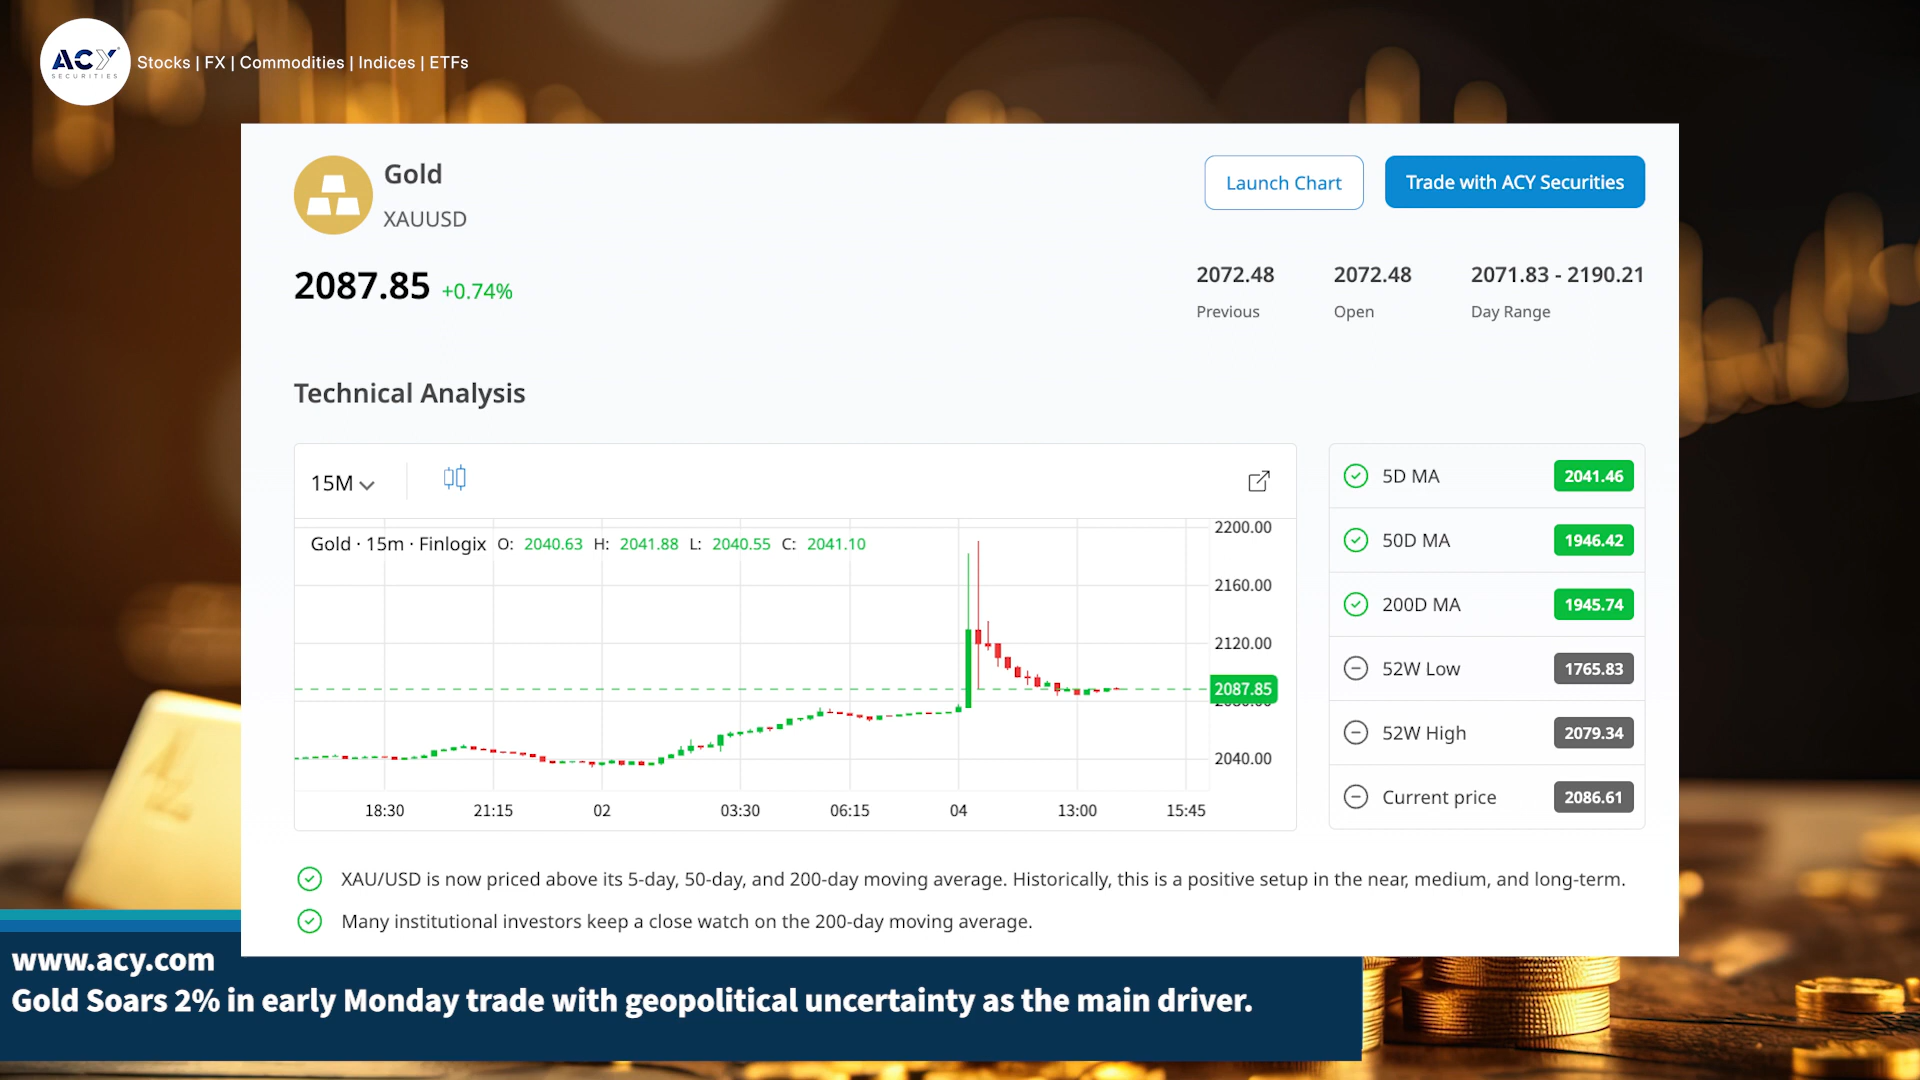 ACY
SECURITIES
Stocks | FX | Commodities | Indices | ETFs
Gold
XAUUSD
Launch Chart
Trade with ACY Securities
2087.85 +0.74%
2072.48 2072.48 2071.83 - 2190.21
Previous Open Day Range
Technical Analysis
15M
Gold · 15m · Finlogix O: 2040.63 H: 2041.88 L: 2040.55 C: 2041.10
2200.00
2160.00
2120.00
2087.85
2040.00
18:30 21:15 02 03:30 06:15 04 13:00 15:45
5D MA 2041.46
50D MA 1946.42
200D MA 1945.74
52W Low 1765.83
52W High 2079.34
Current price 2086.61
XAU/USD is now priced above its 5-day, 50-day, and 200-day moving average. Historically, this is a positive setup in the near, medium, and long-term.
Many institutional investors keep a close watch on the 200-day moving average.
www.acy.com
Gold Soars 2% in early Monday trade with geopolitical uncertainty as the main driver.